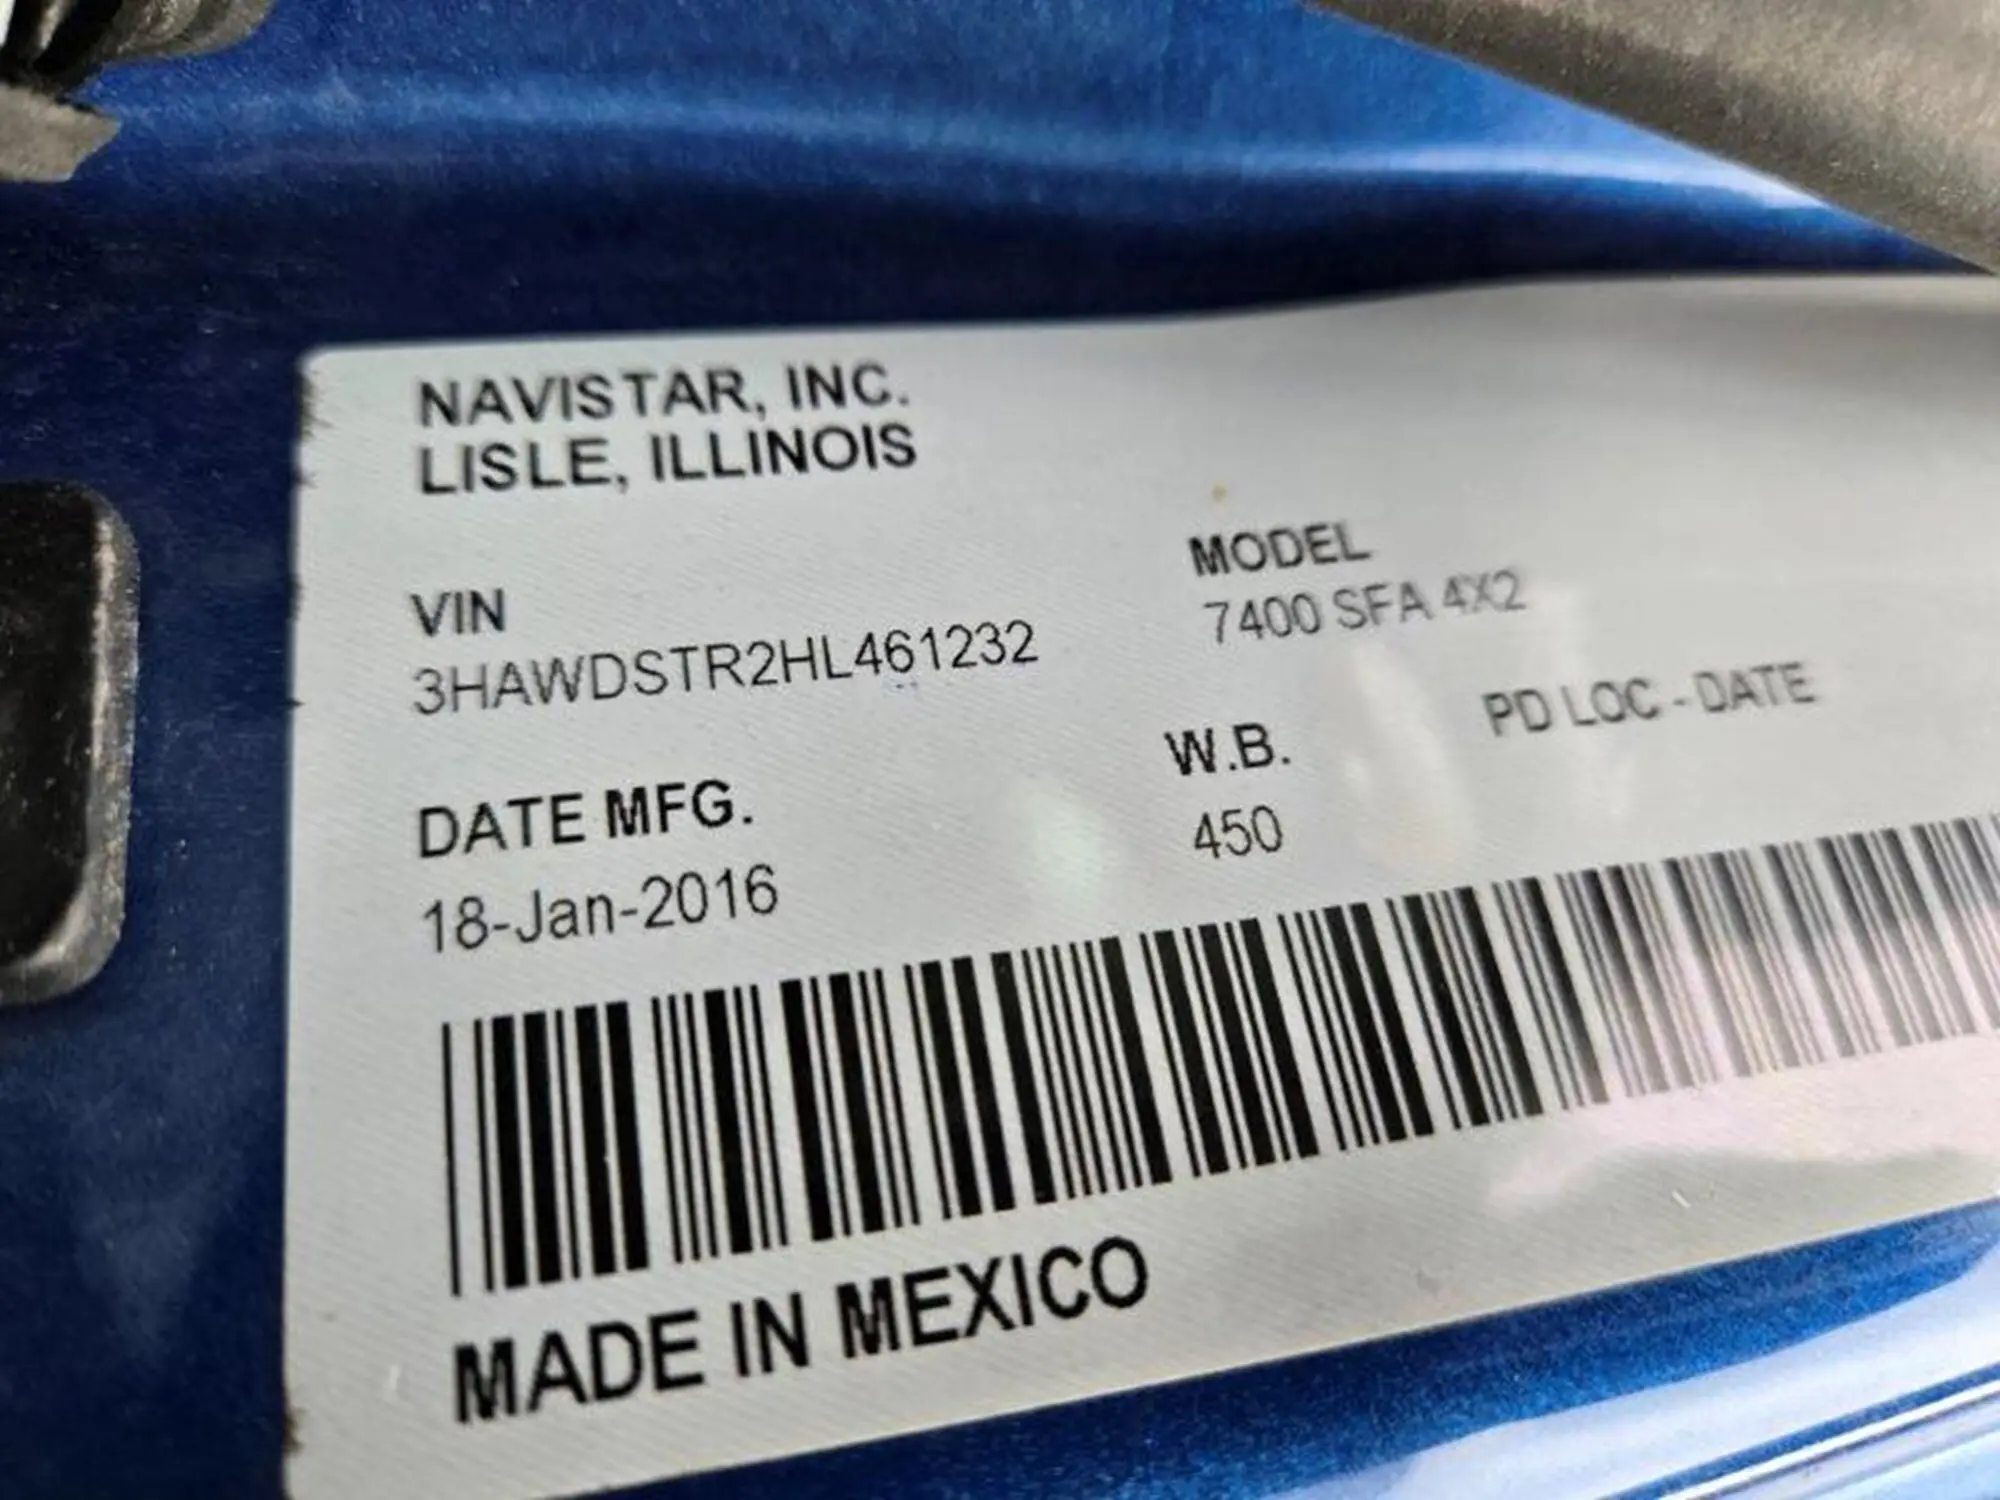 NAVISTAR, INC.
LISLE, ILLINOIS
MODEL
7400 SFA 4X2
VIN
3HAWDSTR2HL461232
PD LOC - DATE
W.B.
450
DATE MFG.
18-Jan-2016
MADE IN MEXICO